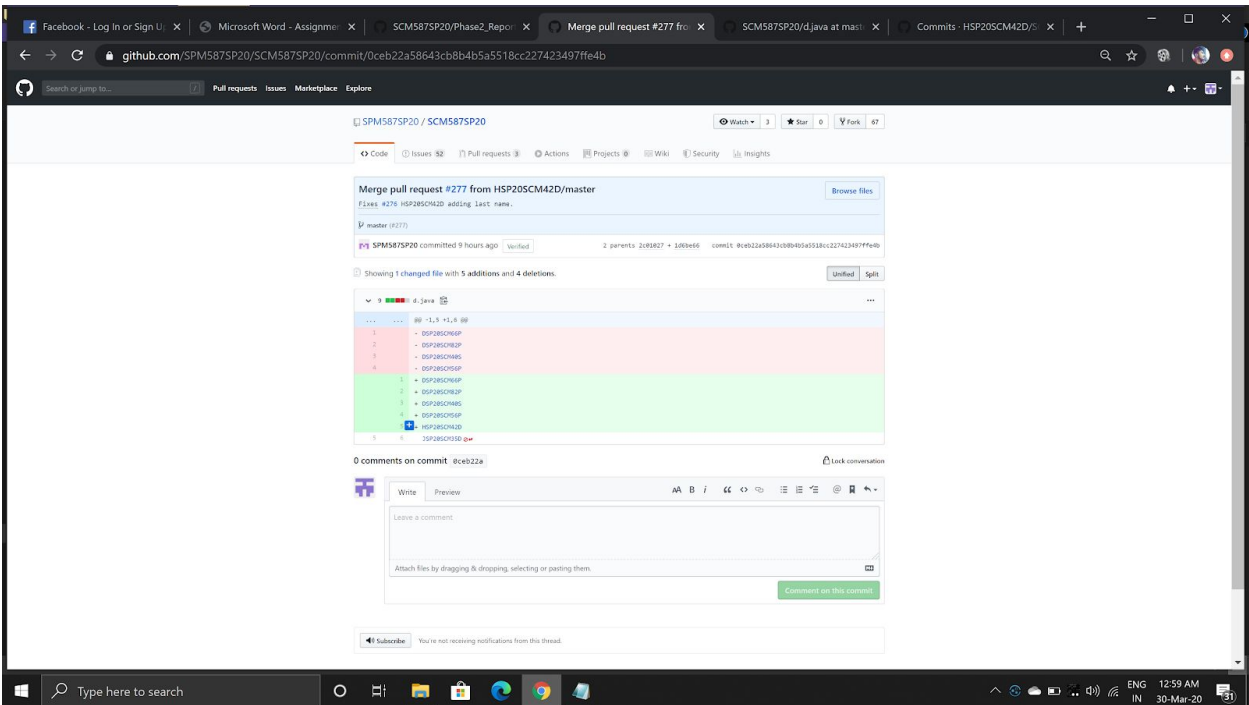 Facebook - Log In or Sign U
Microsoft Word - Assignmen
SCM587SP20/Phase2_Repor
Merge pull request #277 fro
SCM587SP20/d.java at mast
Commits · HSP20SCM42D/S
github.com/SPM587SP20/SCM587SP20/commit/0ceb22a58643cb8b4b5a5518cc227423497ffe4b
Search or jump to... /
Pull requests Issues Marketplace Explore
SPM587SP20 / SCM587SP20
Watch 3 Star 0 Fork 67
Code Issues 52 Pull requests 3 Actions Projects 0 Wiki Security Insights
Merge pull request #277 from HSP20SCM42D/master
Browse files
Fixes #276 HSP20SCM42D adding last name.
master (#277)
SPM587SP20 committed 9 hours ago Verified
2 parents 2c01027 + 1d6be66 commit 0ceb22a58643cb8b4b5a5518cc227423497ffe4b
Showing 1 changed file with 5 additions and 4 deletions.
Unified Split
9 d.java
... ... @@ -1,5 +1,6 @@
1 - DSP20SCM66P
2 - DSP20SCM82P
3 - DSP20SCM40S
4 - DSP20SCM56P
1 + DSP20SCM66P
2 + DSP20SCM82P
3 + DSP20SCM40S
4 + DSP20SCM56P
+ HSP20SCM42D
5 6 JSP20SCM35D
0 comments on commit 0ceb22a
Lock conversation
Write Preview
AA B i
Leave a comment
Attach files by dragging & dropping, selecting or pasting them.
Comment on this commit
Subscribe You're not receiving notifications from this thread.
Type here to search
ENG
IN
12:59 AM
30-Mar-20
31